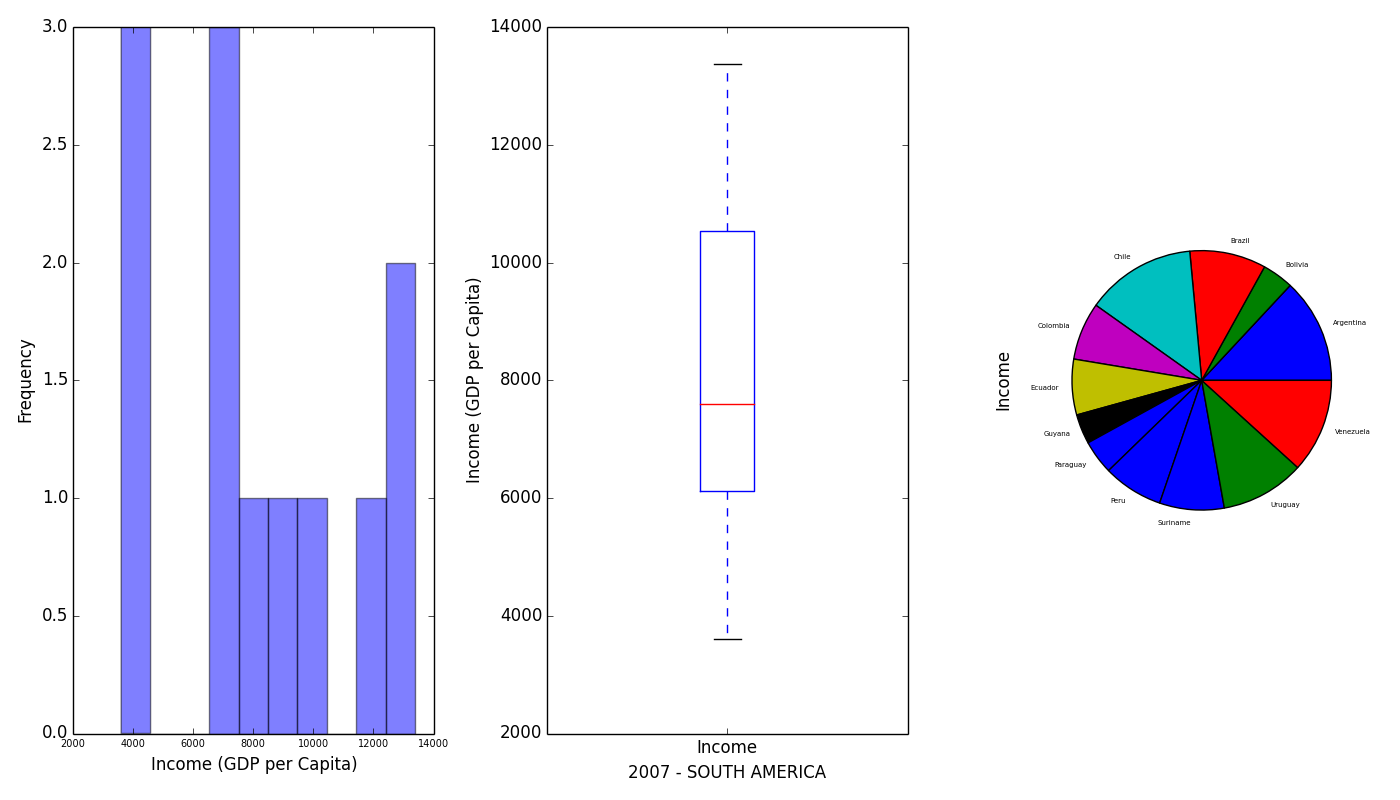 3.0
2.5
2.0
1.5
1.0
0.5
0.0
Frequency
2000 4000 6000 8000 10000 12000 14000
Income (GDP per Capita)
14000
12000
10000
8000
6000
4000
2000
Income (GDP per Capita)
Income
2007 - SOUTH AMERICA
Income
Brazil
Bolivia
Chile
Argentina
Colombia
Ecuador
Guyana
Venezuela
Paraguay
Peru
Uruguay
Suriname